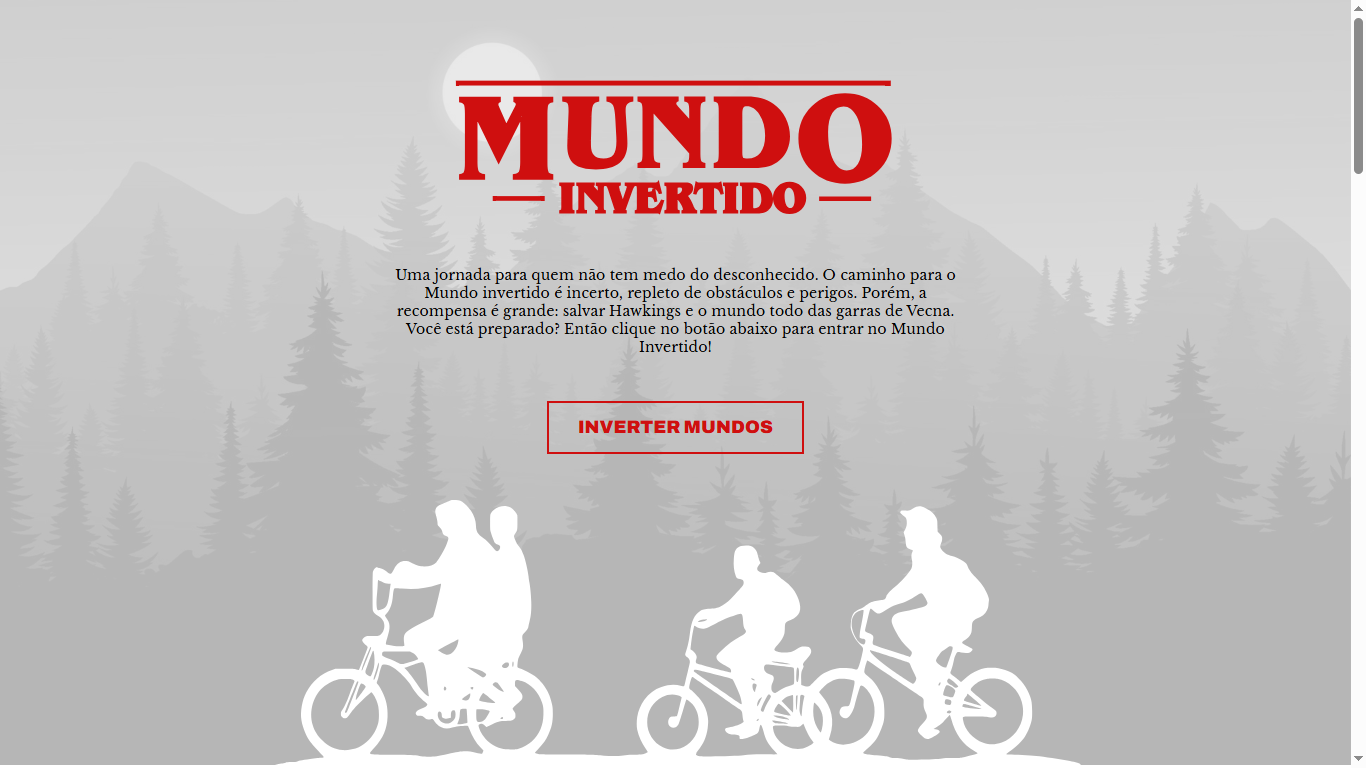 MUNDO
INVERTIDO
Uma jornada para quem não tem medo do desconhecido. O caminho para o
Mundo invertido é incerto, repleto de obstáculos e perigos. Porém, a
recompensa é grande: salvar Hawkings e o mundo todo das garras de Vecna.
Você está preparado? Então clique no botão abaixo para entrar no Mundo
Invertido!
INVERTER MUNDOS